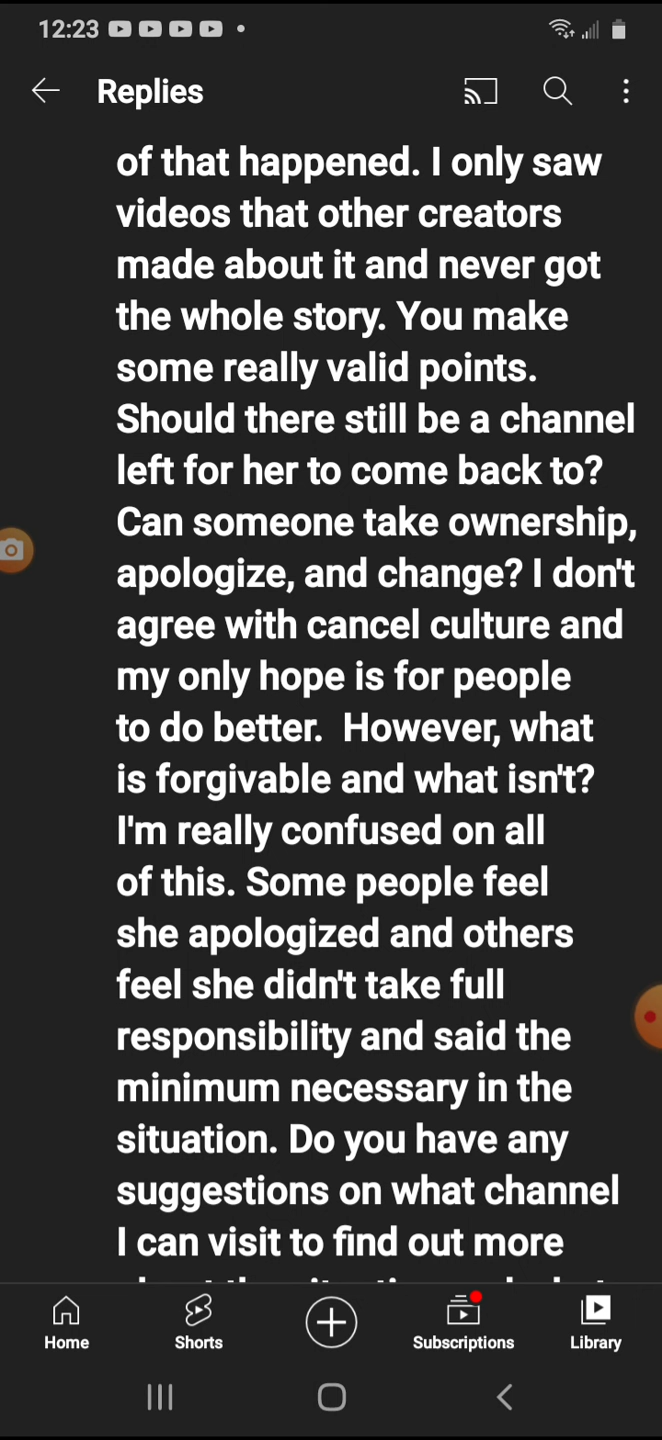 12:23
Replies
of that happened. I only saw
videos that other creators
made about it and never got
the whole story. You make
some really valid points.
Should there still be a channel
left for her to come back to?
Can someone take ownership,
apologize, and change? I don't
agree with cancel culture and
my only hope is for people
to do better.  However, what
is forgivable and what isn't?
I'm really confused on all
of this. Some people feel
she apologized and others
feel she didn't take full
responsibility and said the
minimum necessary in the
situation. Do you have any
suggestions on what channel
I can visit to find out more
Home
Shorts
Subscriptions
Library